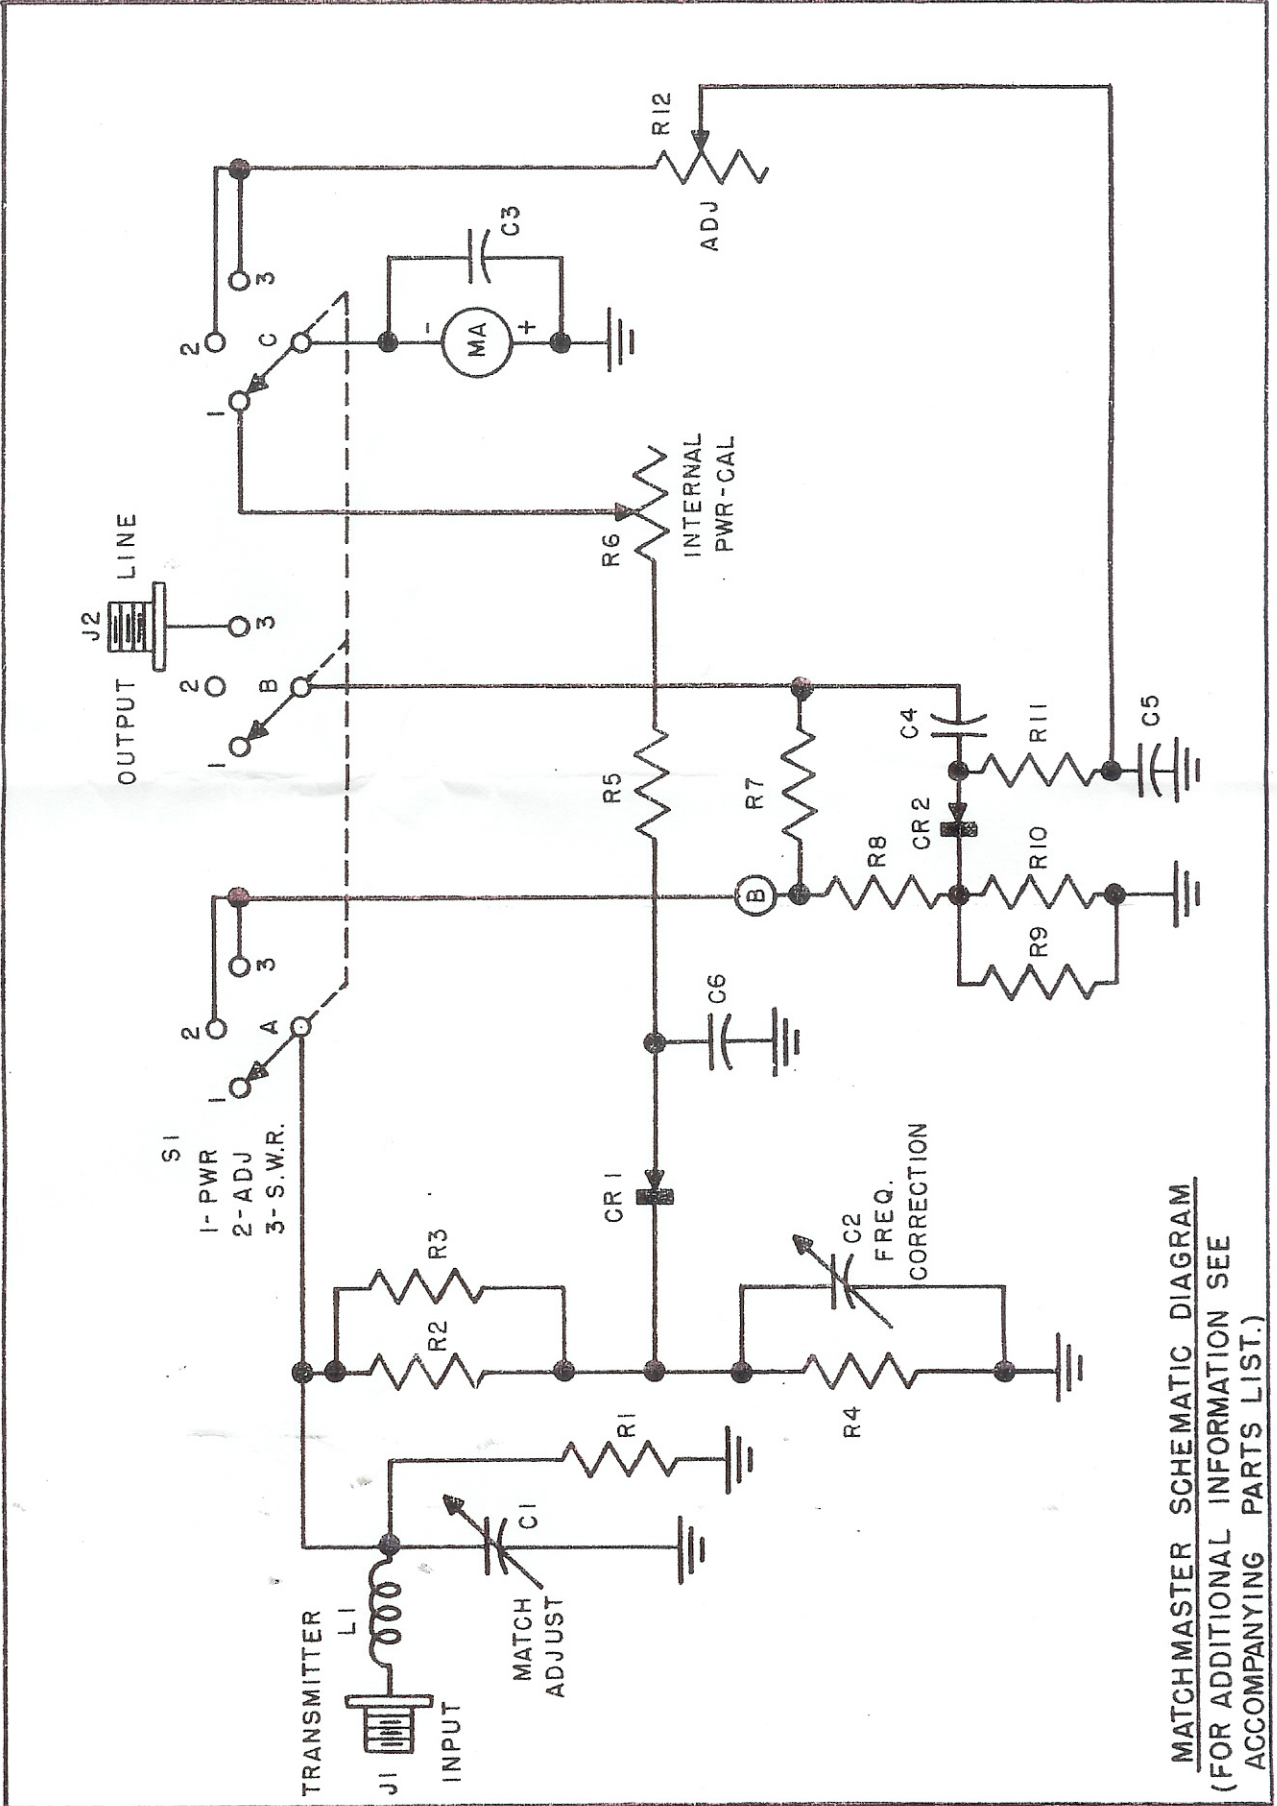 MATCHMASTER SCHEMATIC DIAGRAM
(FOR ADDITIONAL INFORMATION SEE
ACCOMPANYING PARTS LIST.)
TRANSMITTER
L1
J1
INPUT
MATCH
ADJUST
C1
R1
R2
R3
R4
C2
FREQ.
CORRECTION
S1
1-PWR
2-ADJ
3-S.W.R.
1
2
3
A
CR1
C6
R5
R6
INTERNAL
PWR-CAL
OUTPUT
J2
LINE
1
2
3
B
B
R7
R8
R9
R10
CR2
C4
R11
C5
1
2
3
C
-
MA
+
C3
R12
ADJ